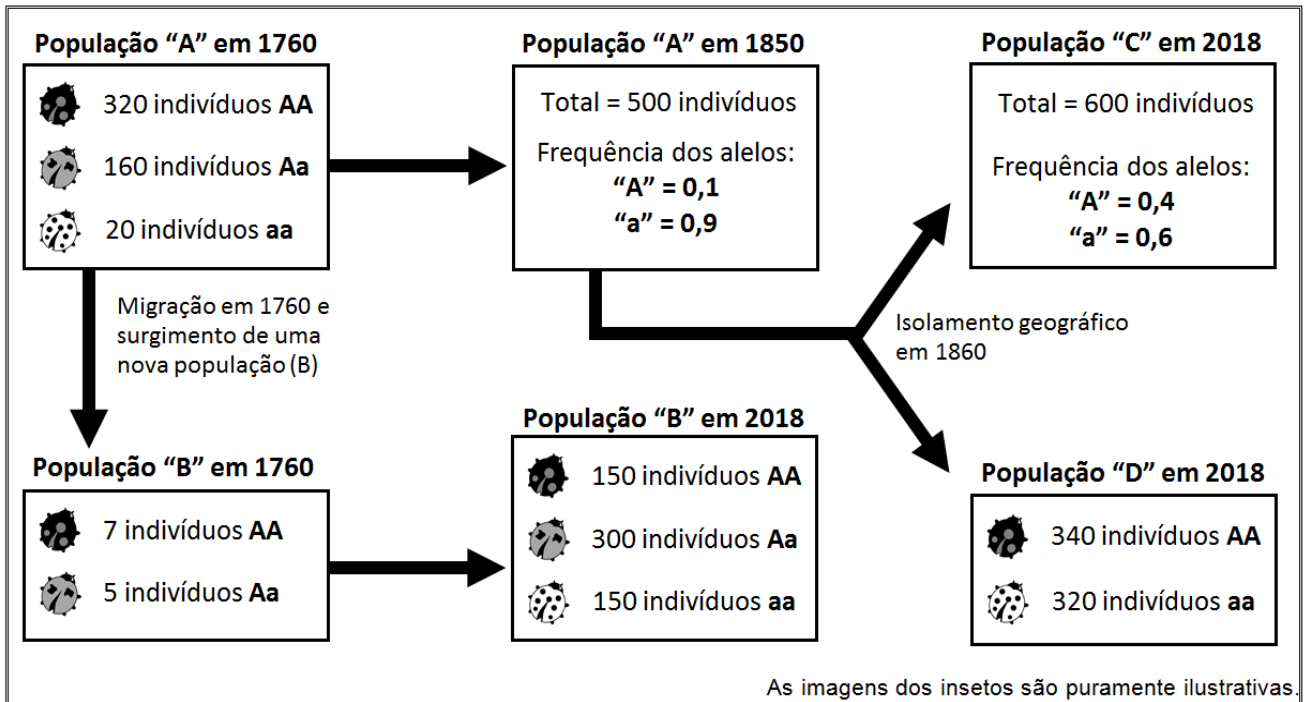 População “A” em 1760
320 indivíduos AA
160 indivíduos Aa
20 indivíduos aa
População “A” em 1850
Total = 500 indivíduos
Frequência dos alelos:
“A” = 0,1
“a” = 0,9
População “C” em 2018
Total = 600 indivíduos
Frequência dos alelos:
“A” = 0,4
“a” = 0,6
Migração em 1760 e
surgimento de uma
nova população (B)
Isolamento geográfico
em 1860
População “B” em 1760
7 indivíduos AA
5 indivíduos Aa
População “B” em 2018
150 indivíduos AA
300 indivíduos Aa
150 indivíduos aa
População “D” em 2018
340 indivíduos AA
320 indivíduos aa
As imagens dos insetos são puramente ilustrativas.